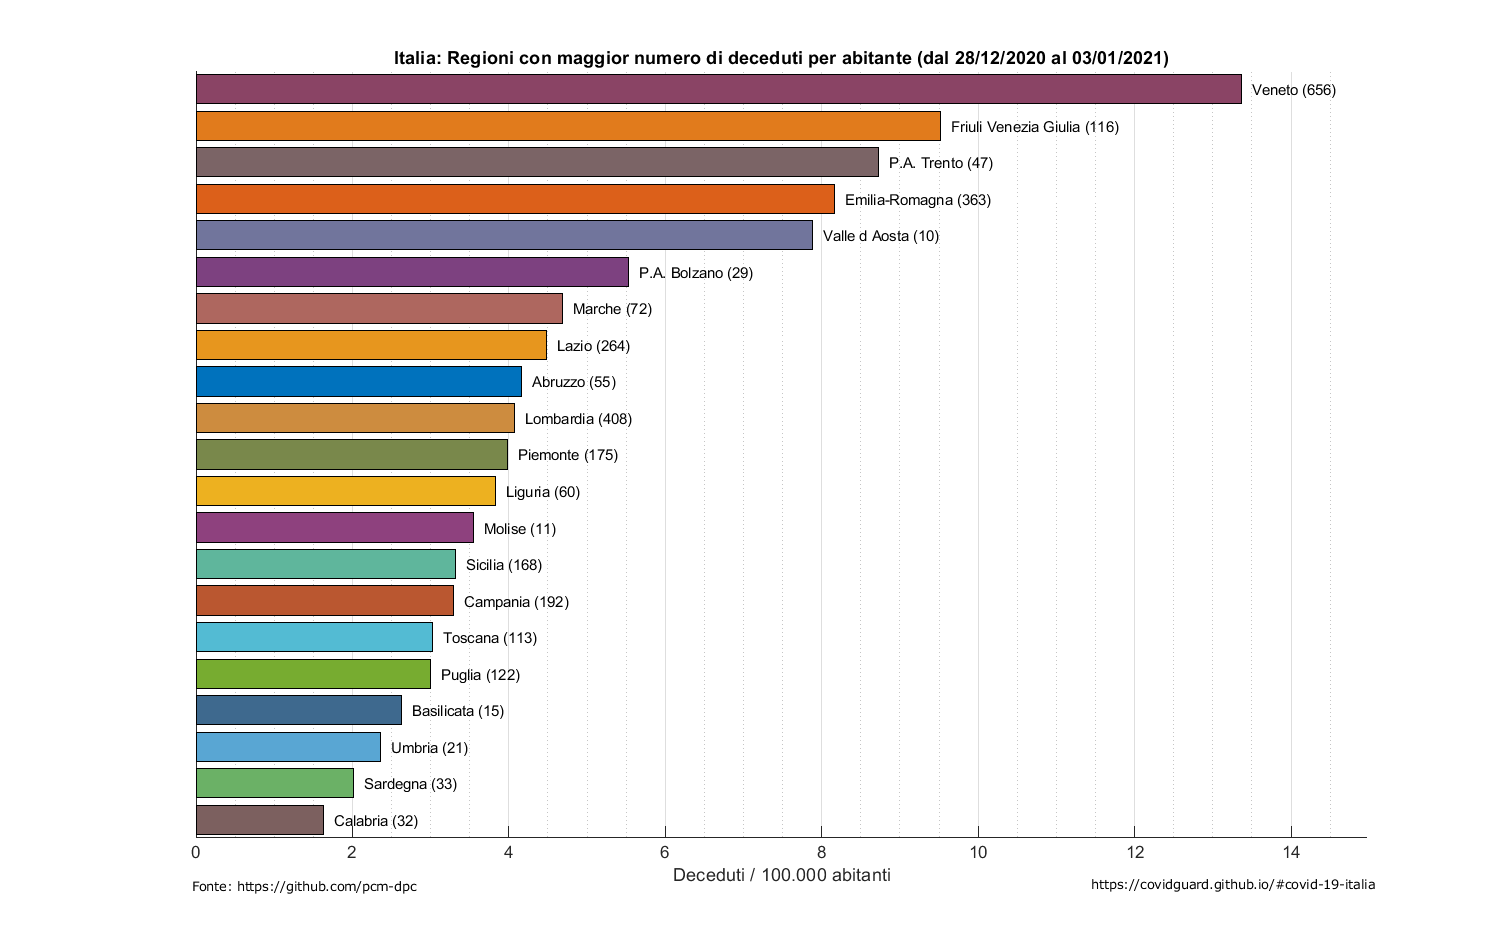 Italia: Regioni con maggior numero di deceduti per abitante (dal 28/12/2020 al 03/01/2021)
Veneto (656)
Friuli Venezia Giulia (116)
P.A. Trento (47)
Emilia-Romagna (363)
Valle d Aosta (10)
P.A. Bolzano (29)
Marche (72)
Lazio (264)
Abruzzo (55)
Lombardia (408)
Piemonte (175)
Liguria (60)
Molise (11)
Sicilia (168)
Campania (192)
Toscana (113)
Puglia (122)
Basilicata (15)
Umbria (21)
Sardegna (33)
Calabria (32)
0 2 4 6 8 10 12 14
Deceduti / 100.000 abitanti
Fonte: https://github.com/pcm-dpc
https://covidguard.github.io/#covid-19-italia